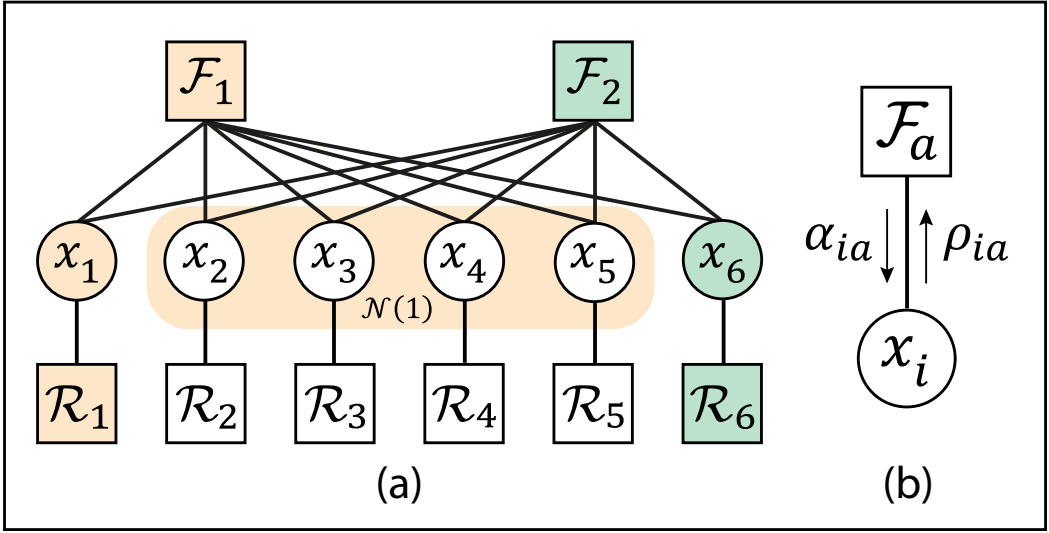 ℱ₁ ℱ₂
x₁ x₂ x₃ x₄ x₅ x₆
𝒩(1)
ℛ₁ ℛ₂ ℛ₃ ℛ₄ ℛ₅ ℛ₆
(a)
ℱₐ
αᵢₐ ρᵢₐ
xᵢ
(b)